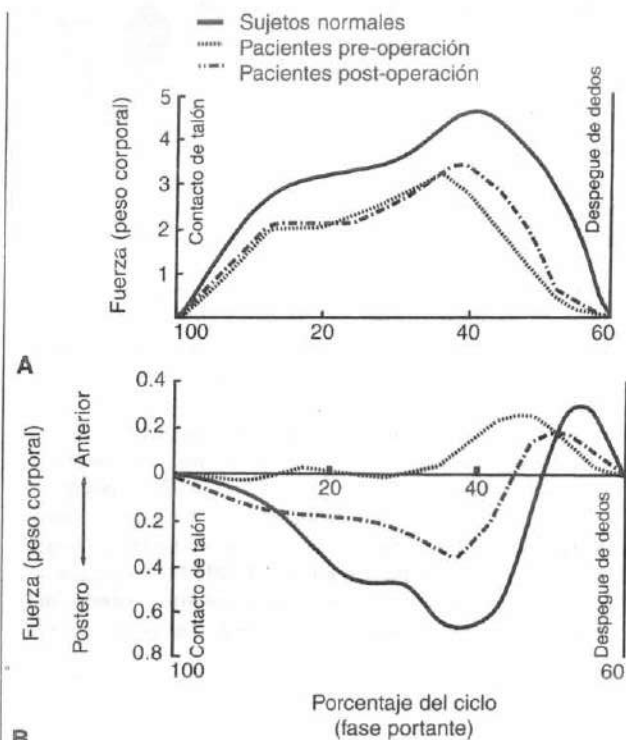 Sujetos normales
Pacientes pre-operación
Pacientes post-operación
Fuerza (peso corporal)
5
4
3
2
1
Contacto de talón
Despegue de dedos
100
20
40
60
A
Fuerza (peso corporal)
Postero
Anterior
0.4
0.2
0
0.2
0.4
0.6
0.8
20
40
Contacto de talón
Despegue de dedos
100
60
Porcentaje del ciclo
(fase portante)
B